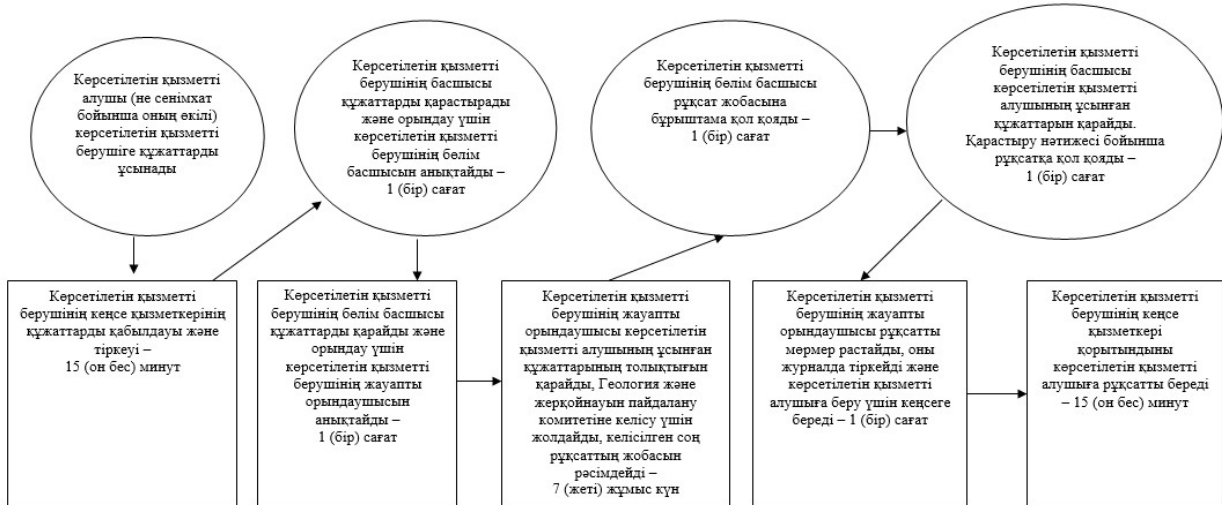 Көрсетілетін қызметті
алушы (не сенімхат
бойынша оның өкілі)
көрсетілетін қызметті
берушіге құжаттарды
ұсынады
Көрсетілетін қызметті
берушінің кеңсе қызметкерінің
құжаттарды қабылдауы және
тіркеуі –
15 (он бес) минут
Көрсетілетін қызметті
берушінің басшысы
құжаттарды қарастырады
және орындау үшін
көрсетілетін қызметті
берушінің бөлім
басшысын анықтайды –
1 (бір) сағат
Көрсетілетін қызметті
берушінің бөлім басшысы
құжаттарды қарайды және
орындау үшін
көрсетілетін қызметті
берушінің жауапты
орындаушысын
анықтайды –
1 (бір) сағат
Көрсетілетін қызметті
берушінің жауапты
орындаушысы көрсетілетін
қызметті алушының ұсынған
құжаттарының толықтығын
қарайды, Геология және
жерқойнауын пайдалану
комитетіне келісу үшін
жолдайды, келісілген соң
рұқсаттың жобасын
рәсімдейді –
7 (жеті) жұмыс күн
Көрсетілетін қызметті
берушінің бөлім басшысы
рұқсат жобасына
бұрыштама қол қояды –
1 (бір) сағат
Көрсетілетін қызметті
берушінің басшысы
көрсетілетін қызметті
алушының ұсынған
құжаттарын қарайды.
Қарастыру нәтижесі бойынша
рұқсатқа қол қояды –
1 (бір) сағат
Көрсетілетін қызметті
берушінің жауапты
орындаушысы рұқсатты
мөрмер растайды, оны
журналда тіркейді және
көрсетілетін қызметті
алушыға беру үшін кеңсеге
береді – 1 (бір) сағат
Көрсетілетін қызметті
берушінің кеңсе
қызметкері
қорытындыны
көрсетілетін қызметті
алушыға рұқсатты береді
– 15 (он бес) минут